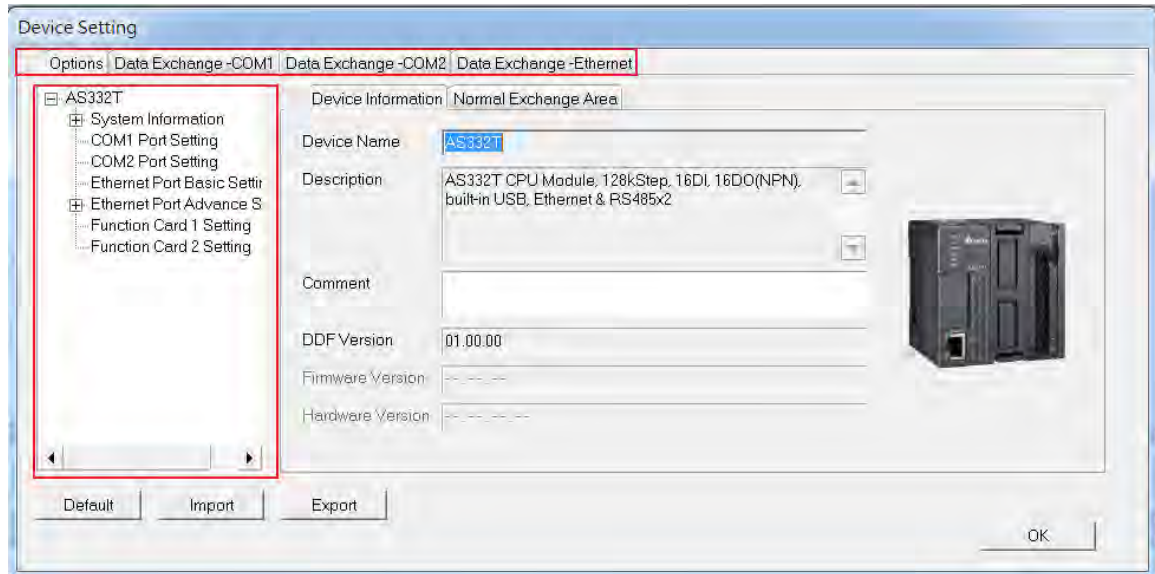 Device Setting
Options Data Exchange -COM1 Data Exchange -COM2 Data Exchange -Ethernet
AS332T
System Information
COM1 Port Setting
COM2 Port Setting
Ethernet Port Basic Settir
Ethernet Port Advance S
Function Card 1 Setting
Function Card 2 Setting
Device Information Normal Exchange Area
Device Name AS332T
Description AS332T CPU Module, 128kStep, 16DI, 16DO(NPN),
built-in USB, Ethernet & RS485x2
Comment
DDF Version 01.00.00
Firmware Version --.--.--
Hardware Version --.--.--.--
Default Import Export
OK